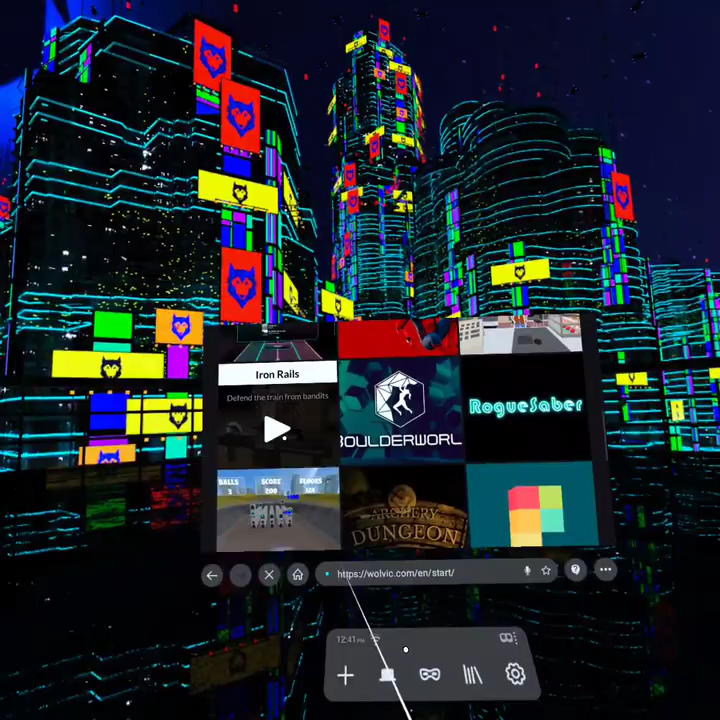 Iron Rails
Defend the train from bandits
BOULDERWORL
RogueSaber
BALLS
3
SCORE
200
FLOORS
ARCHERY
DUNGEON
https://wolvic.com/en/start/
12:41 PM